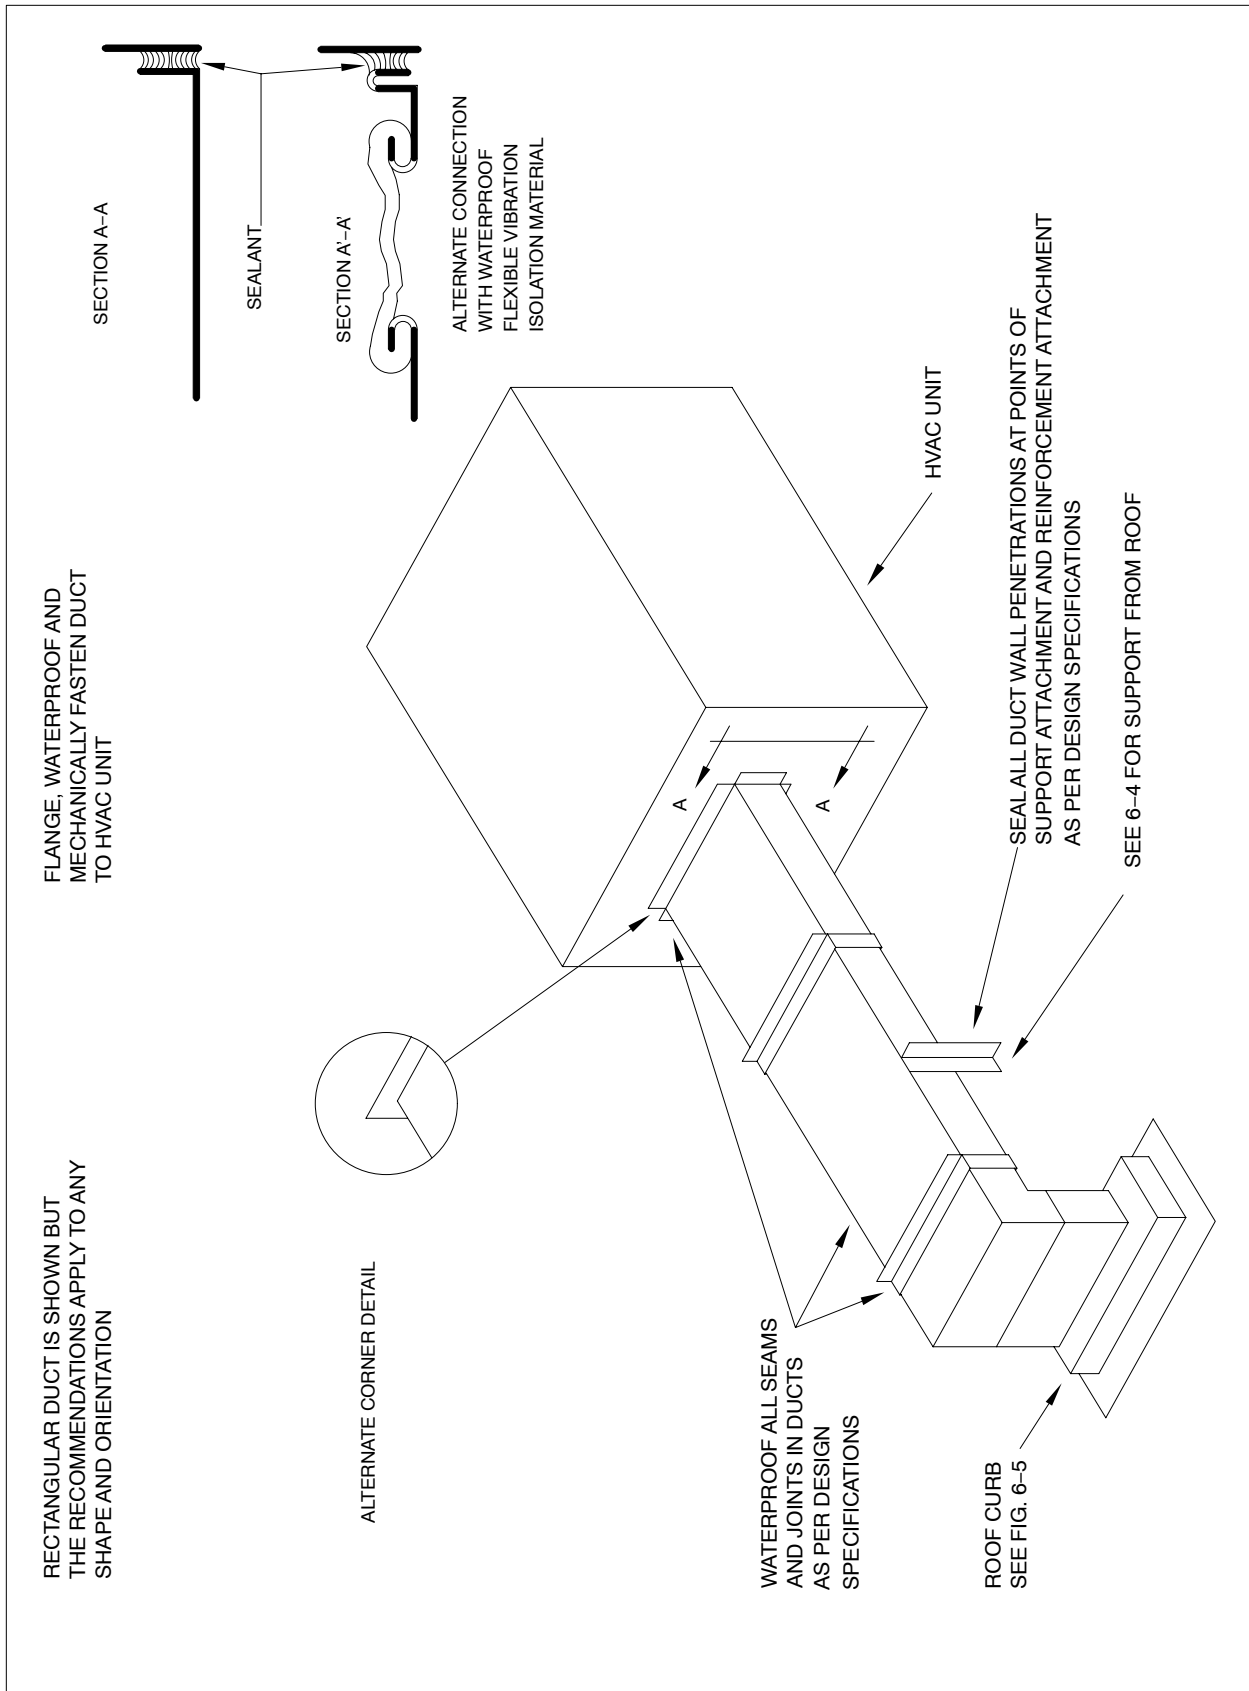 RECTANGULAR DUCT IS SHOWN BUT
THE RECOMMENDATIONS APPLY TO ANY
SHAPE AND ORIENTATION
FLANGE, WATERPROOF AND
MECHANICALLY FASTEN DUCT
TO HVAC UNIT
SECTION A–A
SEALANT
SECTION A'–A'
ALTERNATE CONNECTION
WITH WATERPROOF
FLEXIBLE VIBRATION
ISOLATION MATERIAL
ALTERNATE CORNER DETAIL
A
A
HVAC UNIT
WATERPROOF ALL SEAMS
AND JOINTS IN DUCTS
AS PER DESIGN
SPECIFICATIONS
SEAL ALL DUCT WALL PENETRATIONS AT POINTS OF
SUPPORT ATTACHMENT AND REINFORCEMENT ATTACHMENT
AS PER DESIGN SPECIFICATIONS
SEE 6–4 FOR SUPPORT FROM ROOF
ROOF CURB
SEE FIG. 6–5